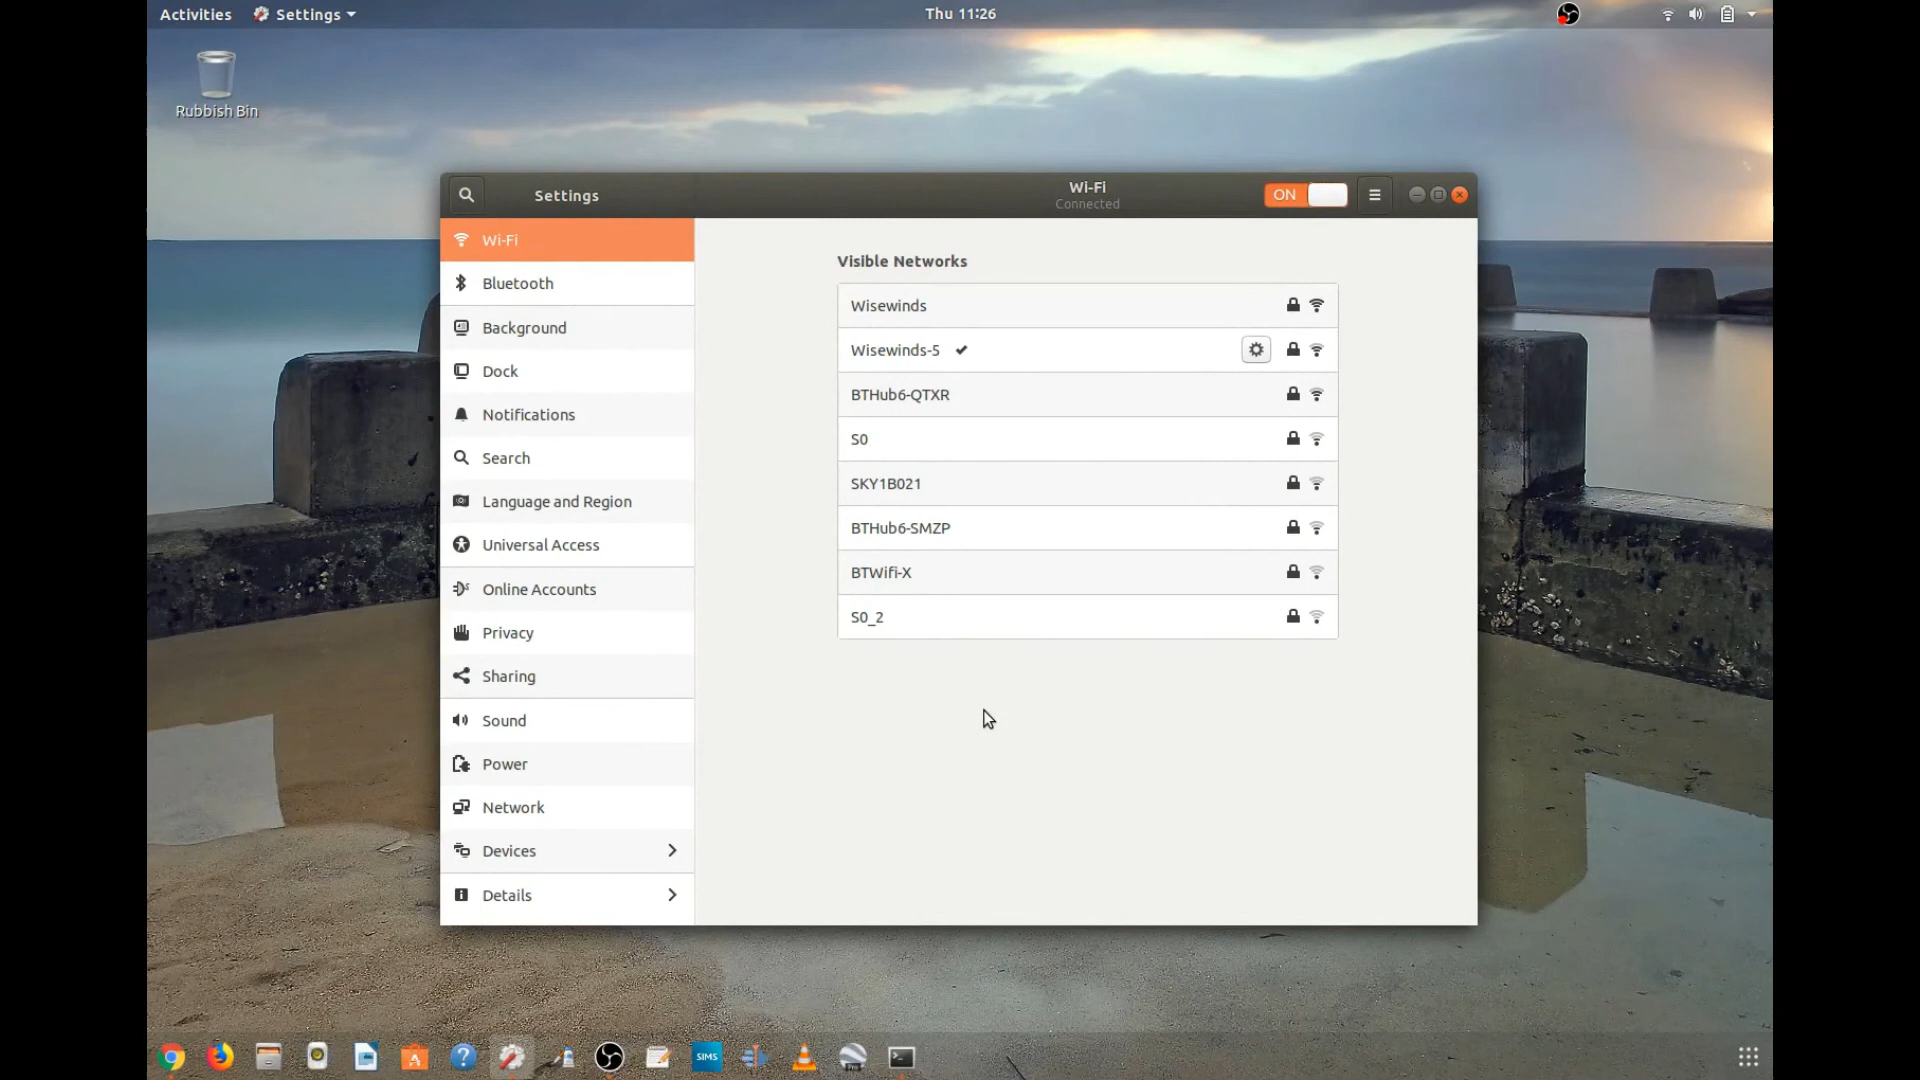 Activities
Settings
Thu 11:26
Rubbish Bin
Settings
Wi-Fi
Connected
ON
Wi-Fi
Bluetooth
Background
Dock
Notifications
Search
Language and Region
Universal Access
Online Accounts
Privacy
Sharing
Sound
Power
Network
Devices
Details
Visible Networks
Wisewinds
Wisewinds-5
BTHub6-QTXR
S0
SKY1B021
BTHub6-SMZP
BTWifi-X
S0_2
SIMS